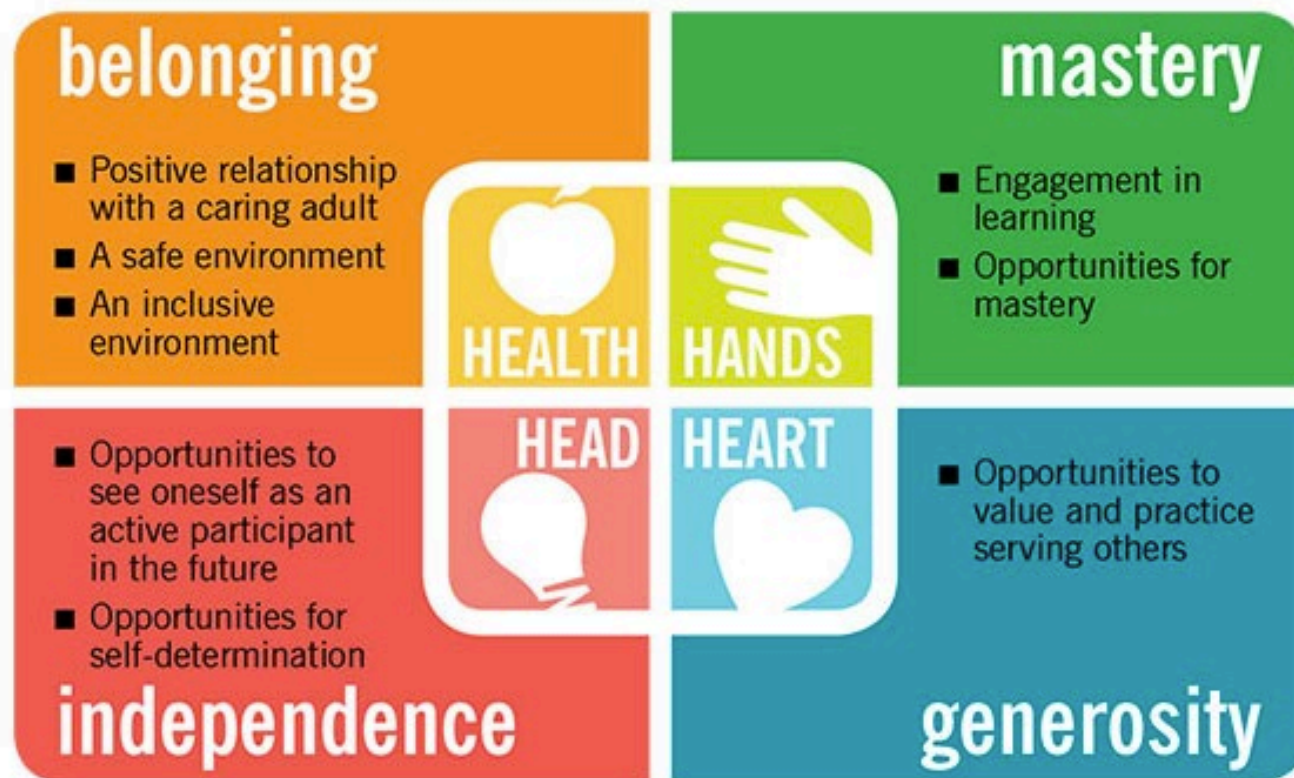 belonging
■ Positive relationship
with a caring adult
■ A safe environment
■ An inclusive
environment
mastery
■ Engagement in
learning
■ Opportunities for
mastery
HEALTH
HANDS
HEAD
HEART
■ Opportunities to
see oneself as an
active participant
in the future
■ Opportunities for
self-determination
independence
■ Opportunities to
value and practice
serving others
generosity